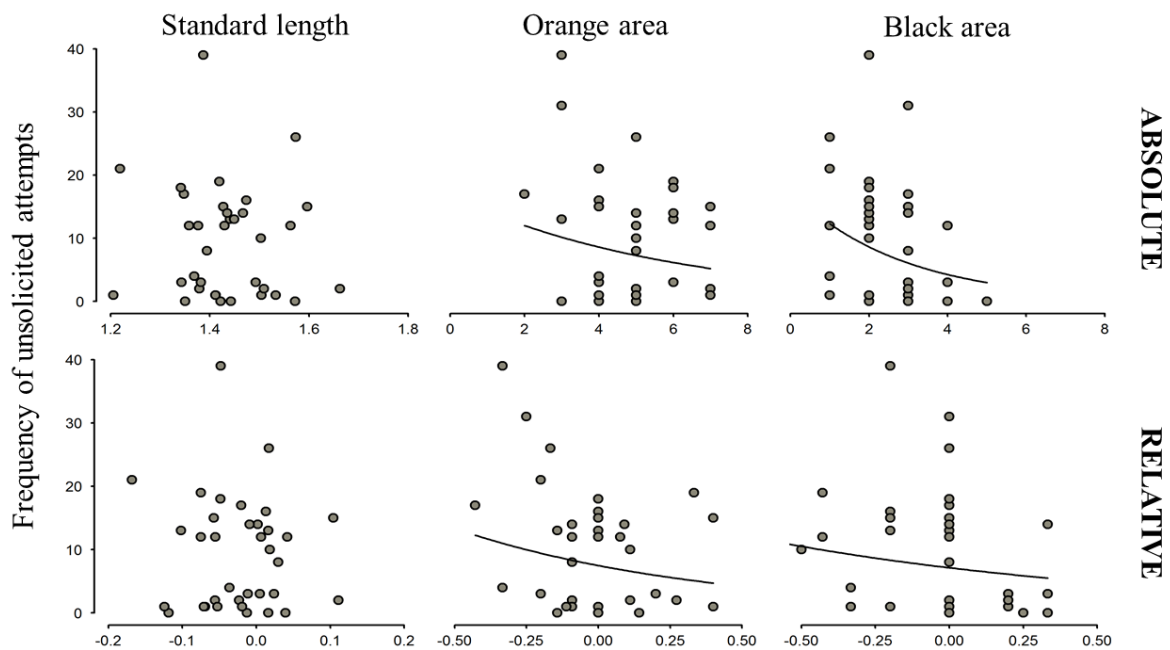 Standard length
Orange area
Black area
Frequency of unsolicited attempts
ABSOLUTE
40
30
20
10
0
1.2 1.4 1.6 1.8
0 2 4 6 8
0 2 4 6 8
RELATIVE
40
30
20
10
0
-0.2 -0.1 0.0 0.1 0.2
-0.50 -0.25 0.00 0.25 0.50
-0.50 -0.25 0.00 0.25 0.50